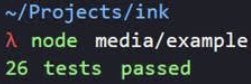 ~/Projects/ink
λ node media/example
26 tests passed